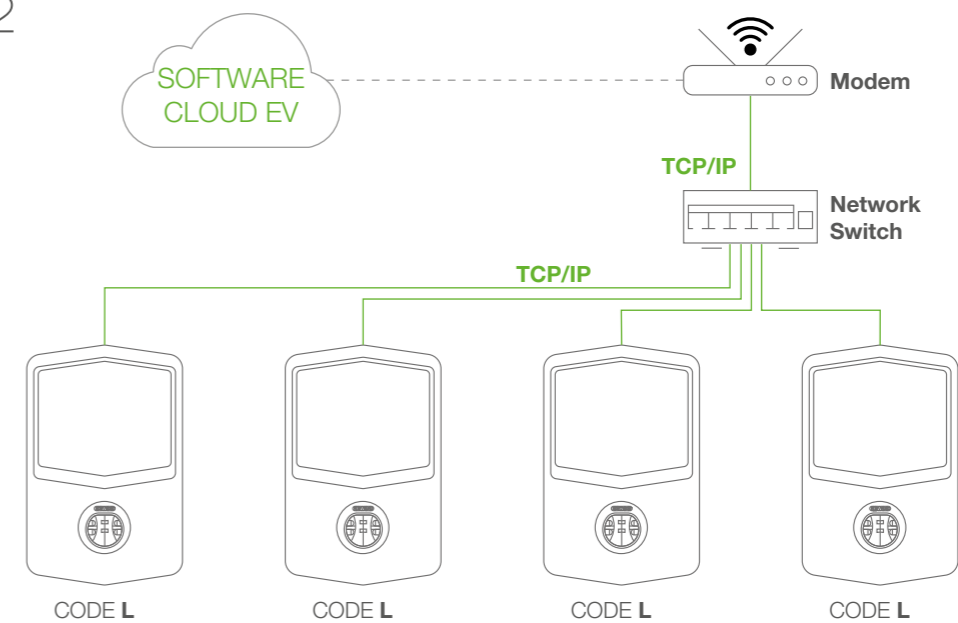 2
SOFTWARE
CLOUD EV
Modem
TCP/IP
Network
Switch
TCP/IP
CODE L
CODE L
CODE L
CODE L